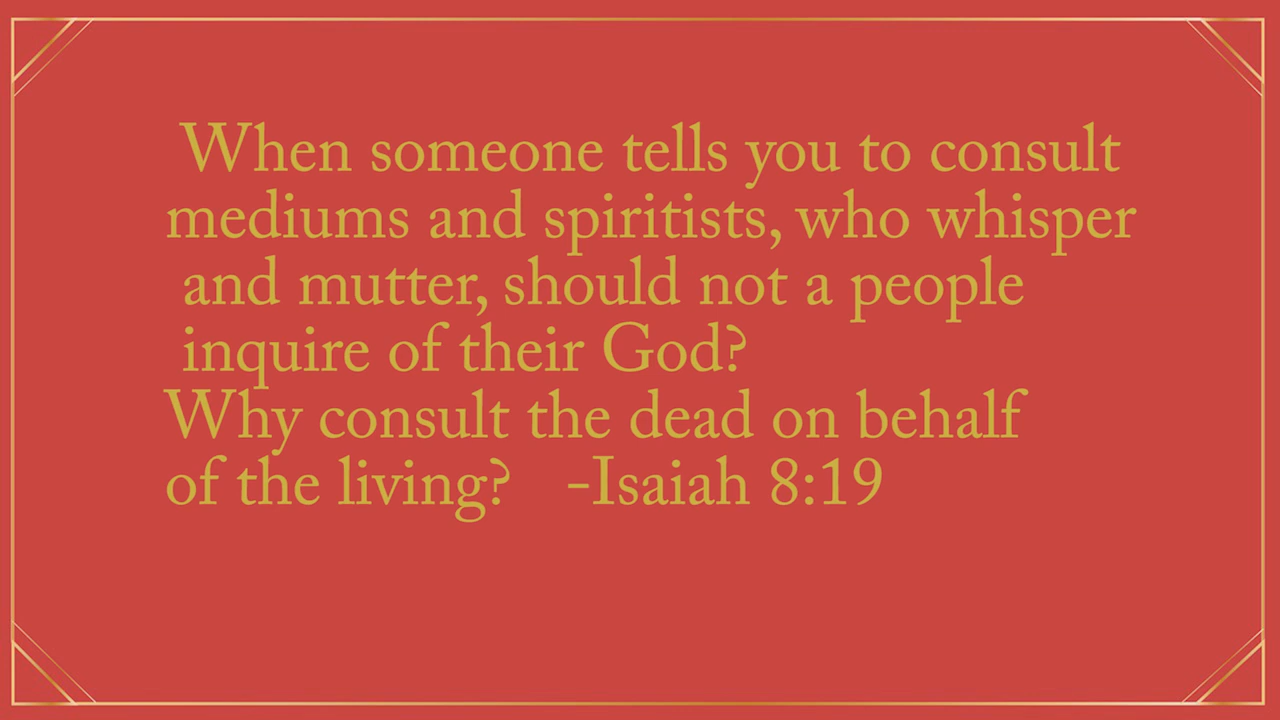 When someone tells you to consult
mediums and spiritists, who whisper
and mutter, should not a people
inquire of their God?
Why consult the dead on behalf
of the living? -Isaiah 8:19